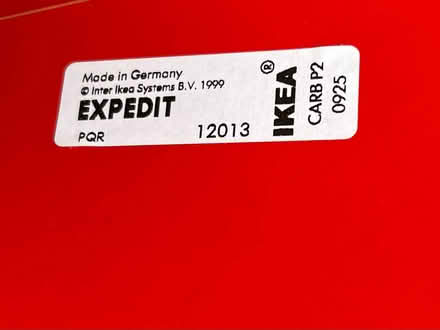 Made in Germany
© Inter Ikea Systems B.V. 1999
EXPEDIT
PQR 12013
IKEA®
CARB P2
0925